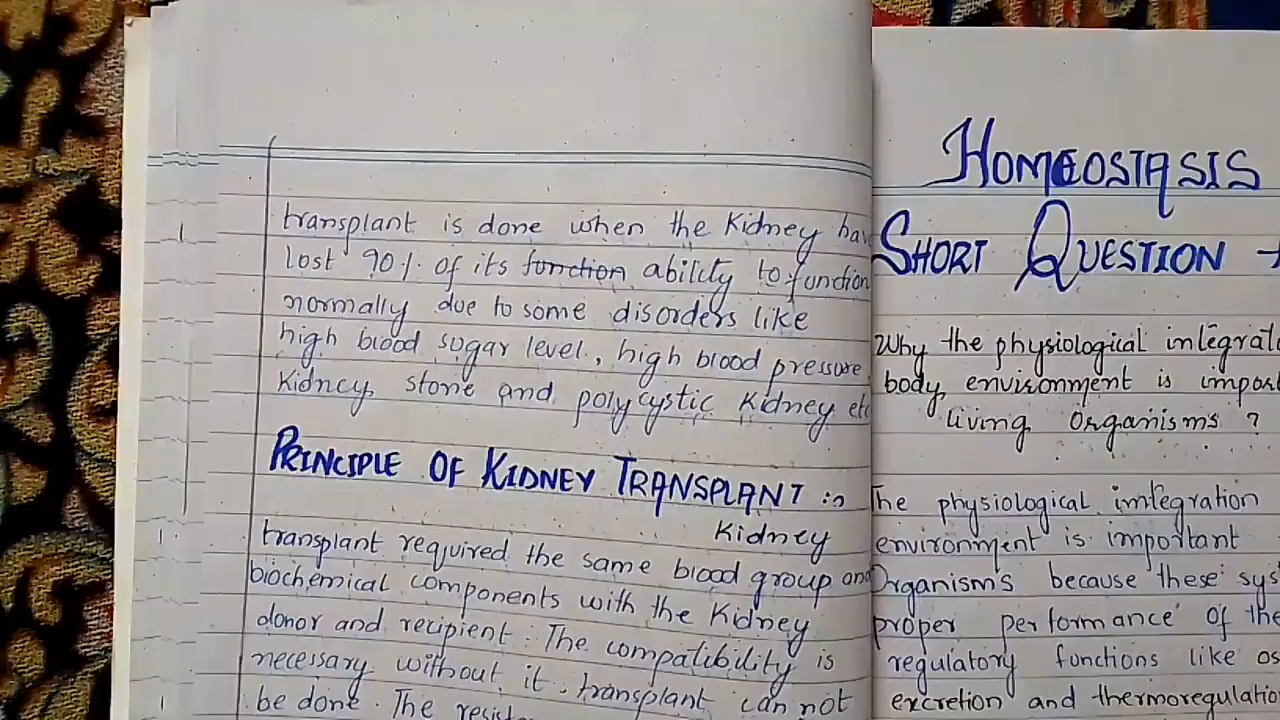 transplant is done when the Kidney hav
lost 90% of its function ability to function
normally due to some disorders like
high blood sugar level, high blood pressure,
Kidney stone and polycystic Kidney etc
PRINCIPLE OF KIDNEY TRANSPLANT :->
Kidney
transplant required the same blood group and
biochemical components with the Kidney
donor and recipient. The compatibility is
necessary without it, transplant can not
be done. The
HOMEOSTASIS
SHORT QUESTION
Why the physiological integrat
body environment is impor
living Organisms ?
The physiological integration
environment is important
Organisms because these sys
proper performance of the
regulatory functions like os
excretion and thermoregulatio